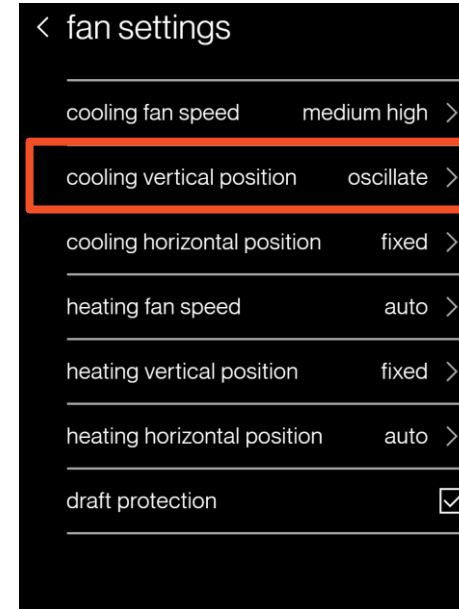 fan settings
cooling fan speed medium high
cooling vertical position oscillate
cooling horizontal position fixed
heating fan speed auto
heating vertical position fixed
heating horizontal position auto
draft protection